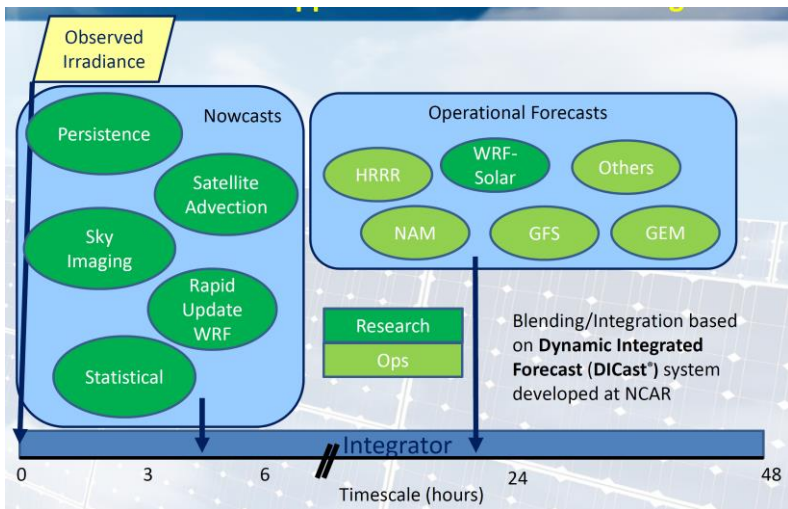 Observed
Irradiance
Nowcasts
Persistence
Satellite
Advection
Sky
Imaging
Rapid
Update
WRF
Statistical
Operational Forecasts
HRRR
WRF-
Solar
Others
NAM
GFS
GEM
Research
Ops
Blending/Integration based
on Dynamic Integrated
Forecast (DICast®) system
developed at NCAR
Integrator
0
3
6
24
48
Timescale (hours)